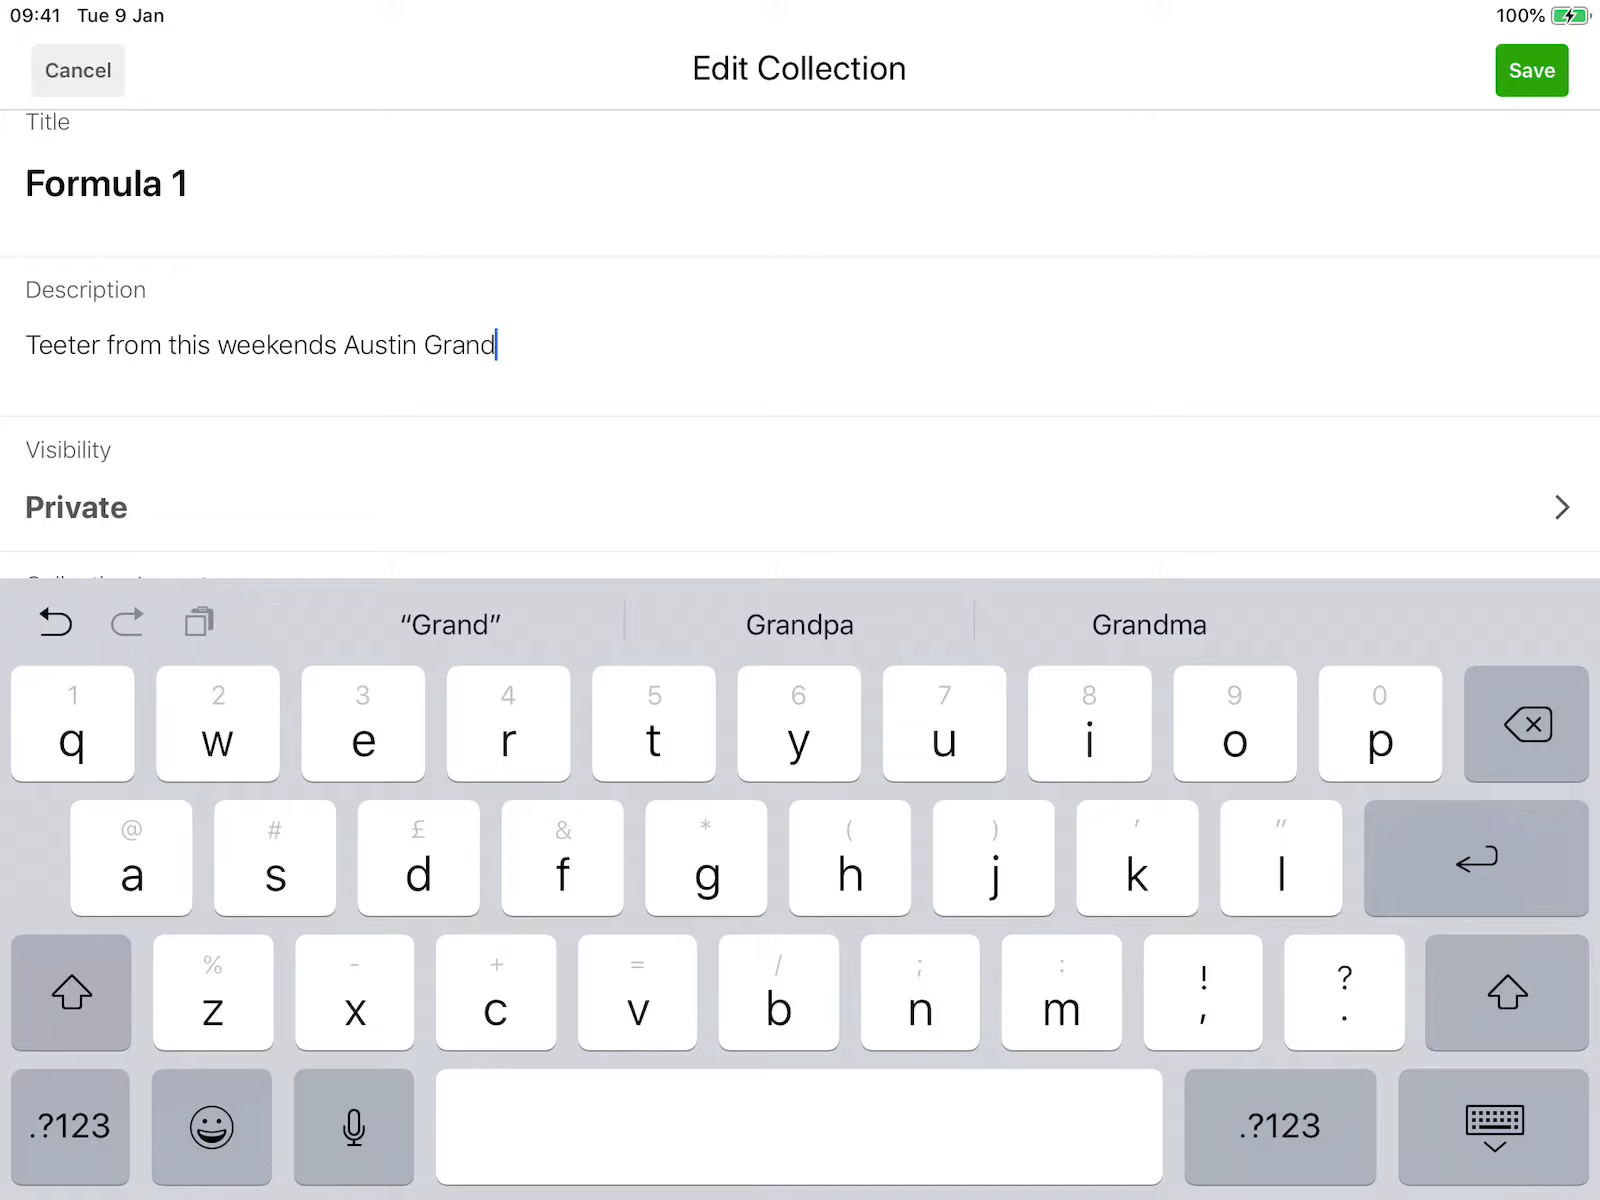 09:41 Tue 9 Jan 100%
Cancel Edit Collection Save
Title
Formula 1
Description
Teeter from this weekends Austin Grand
Visibility
Private
“Grand” Grandpa Grandma
1 2 3 4 5 6 7 8 9 0
q w e r t y u i o p
@ # £ & * ( ) ' "
a s d f g h j k l
% - + = / ; : ! ?
z x c v b n m , .
.?123 .?123